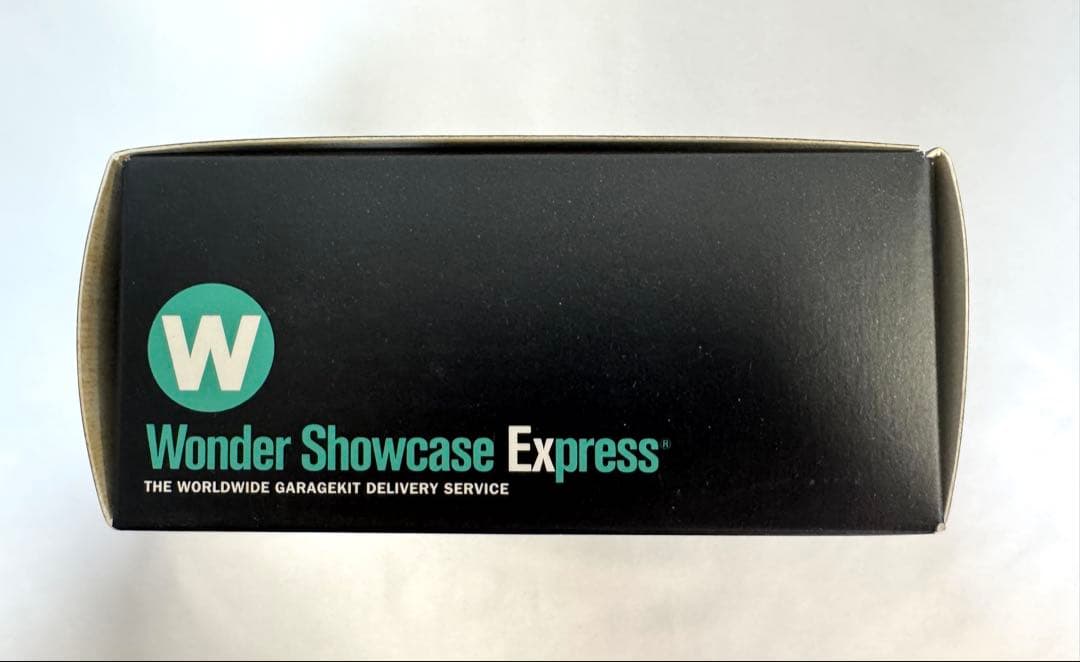 W
Wonder Showcase Express®
THE WORLDWIDE GARAGEKIT DELIVERY SERVICE